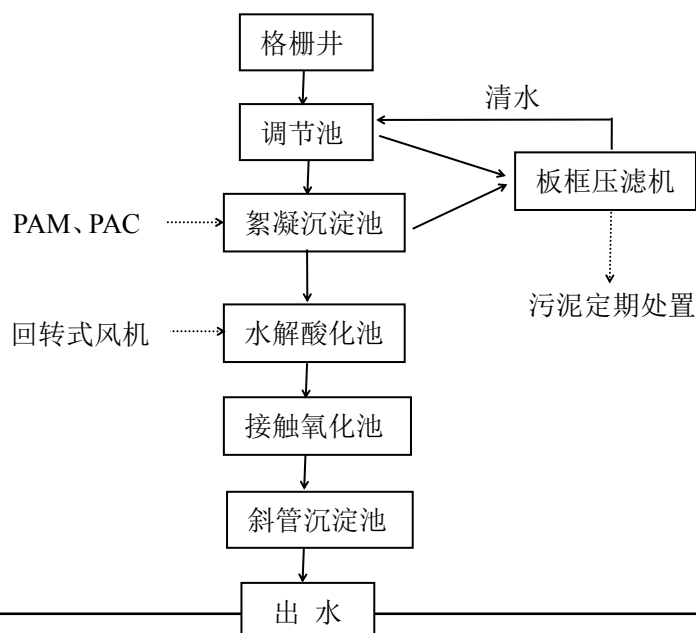 格栅井
清水
调节池
板框压滤机
PAM、PAC
絮凝沉淀池
污泥定期处置
回转式风机
水解酸化池
接触氧化池
斜管沉淀池
出 水